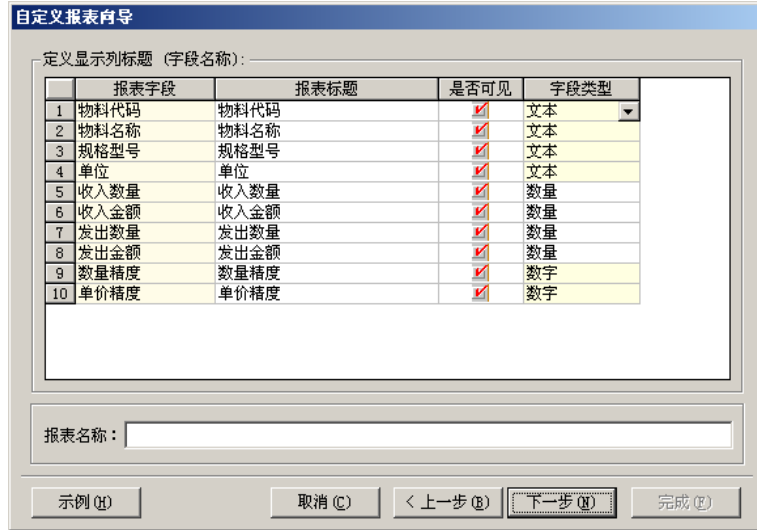 自定义报表向导
定义显示列标题 (字段名称):
报表字段 报表标题 是否可见 字段类型
1 物料代码 物料代码 文本
2 物料名称 物料名称 文本
3 规格型号 规格型号 文本
4 单位 单位 文本
5 收入数量 收入数量 数量
6 收入金额 收入金额 数量
7 发出数量 发出数量 数量
8 发出金额 发出金额 数量
9 数量精度 数量精度 数字
10 单价精度 单价精度 数字
报表名称:
示例(H) 取消(C) < 上一步(B) 下一步(N) 完成(F)